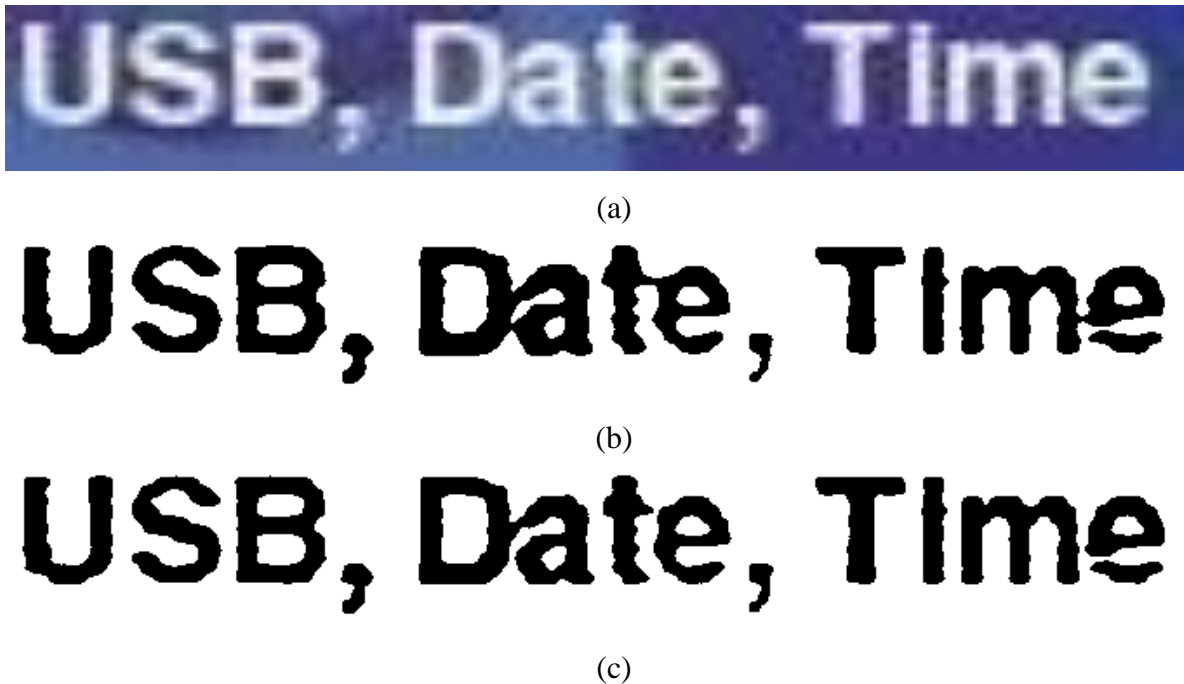 USB, Date, Time
(a)
USB, Date, Time
(b)
USB, Date, Time
(c)